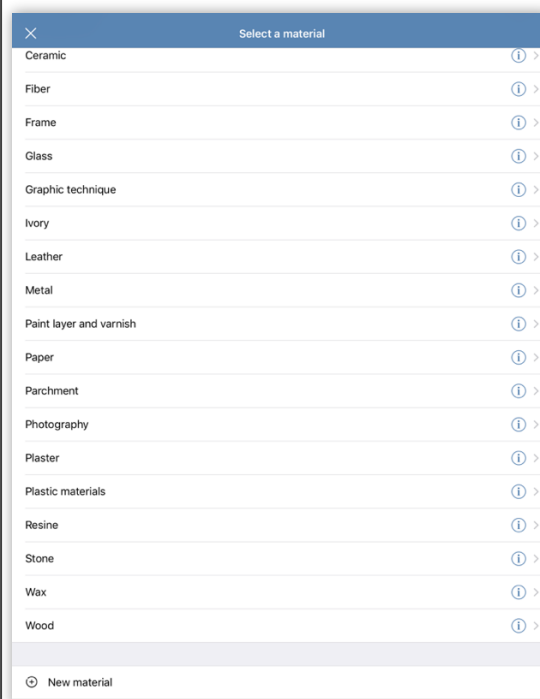 Select a material
Ceramic
Fiber
Frame
Glass
Graphic technique
Ivory
Leather
Metal
Paint layer and varnish
Paper
Parchment
Photography
Plaster
Plastic materials
Resine
Stone
Wax
Wood
New material